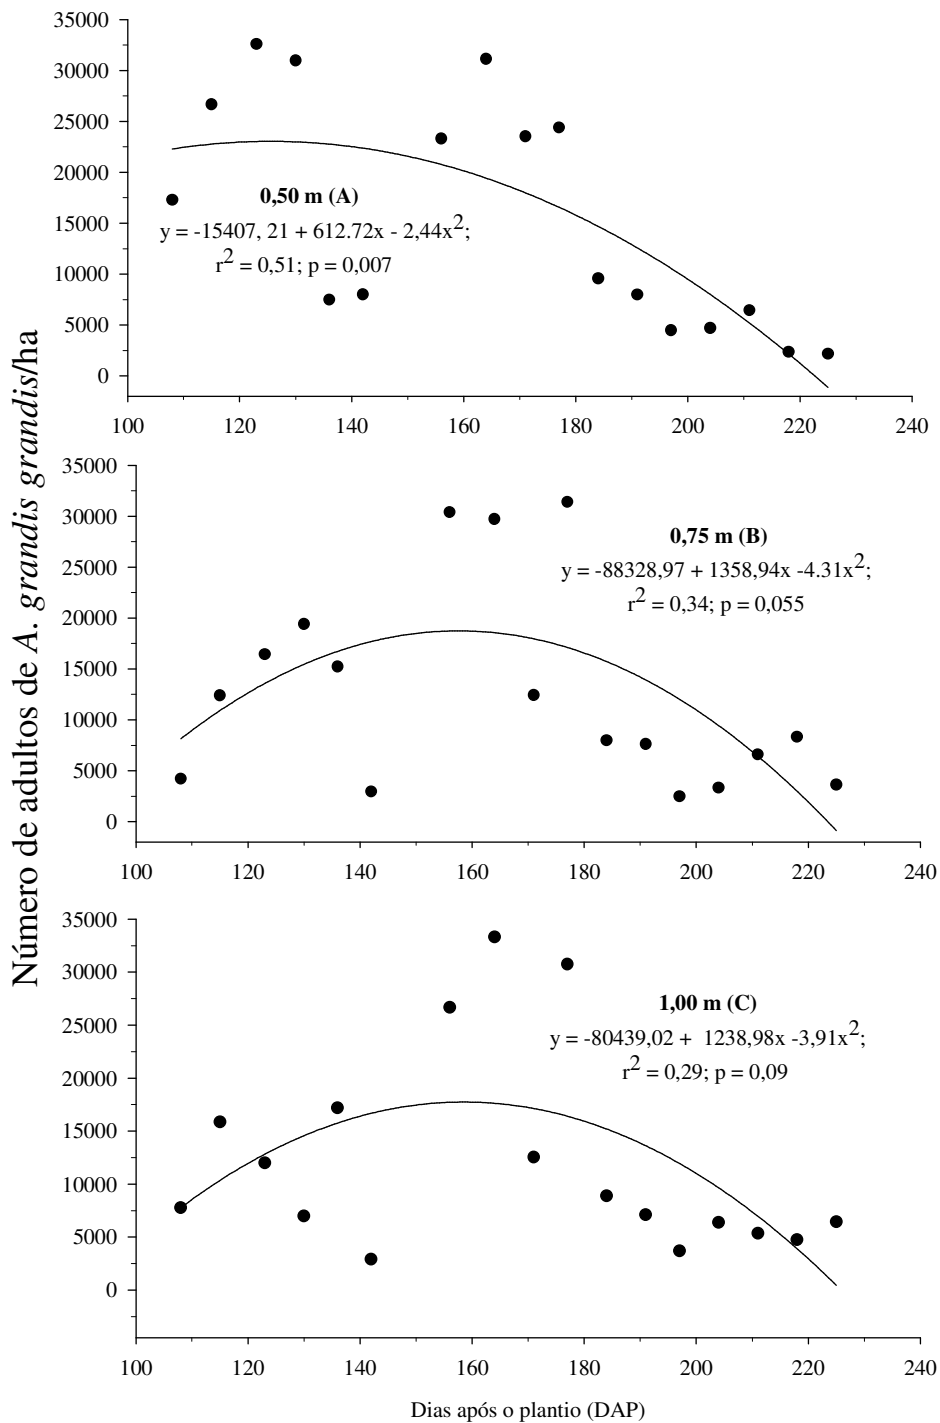 Número de adultos de A. grandis grandis/ha
35000
30000
25000
20000
15000
10000
5000
0
0,50 m (A)
y = -15407, 21 + 612.72x - 2,44x²;
r² = 0,51; p = 0,007
100 120 140 160 180 200 220 240
35000
30000
25000
20000
15000
10000
5000
0
0,75 m (B)
y = -88328,97 + 1358,94x -4.31x²;
r² = 0,34; p = 0,055
100 120 140 160 180 200 220 240
35000
30000
25000
20000
15000
10000
5000
0
1,00 m (C)
y = -80439,02 + 1238,98x -3,91x²;
r² = 0,29; p = 0,09
100 120 140 160 180 200 220 240
Dias após o plantio (DAP)